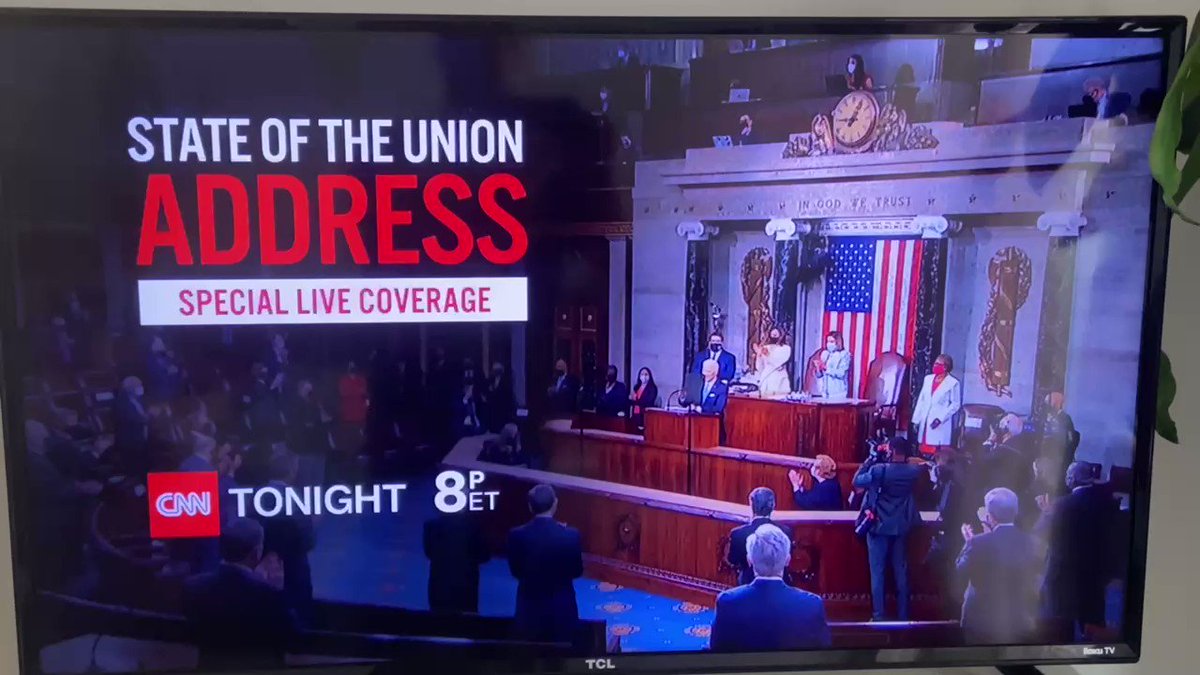 STATE OF THE UNION
ADDRESS
SPECIAL LIVE COVERAGE
IN GOD WE TRUST
CNN TONIGHT 8P ET
TCL
Roku TV